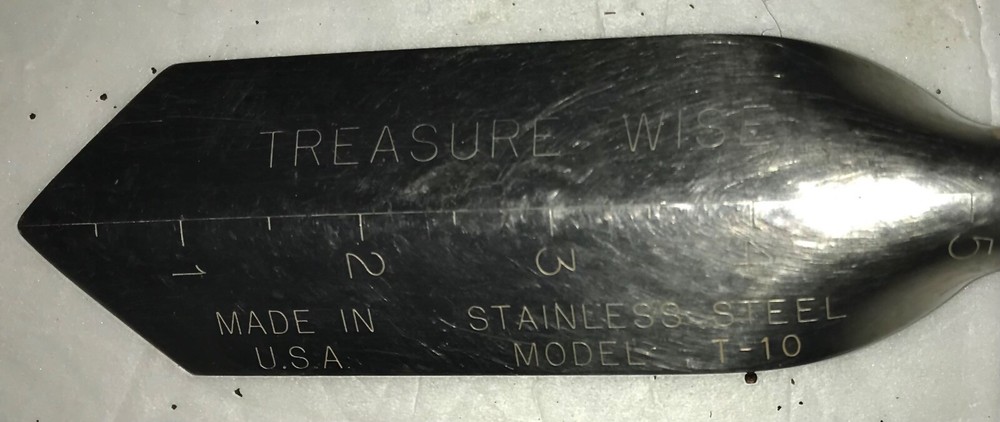 TREASURE WISE
1 2 3 4 5
MADE IN
U.S.A.
STAINLESS STEEL
MODEL T-10